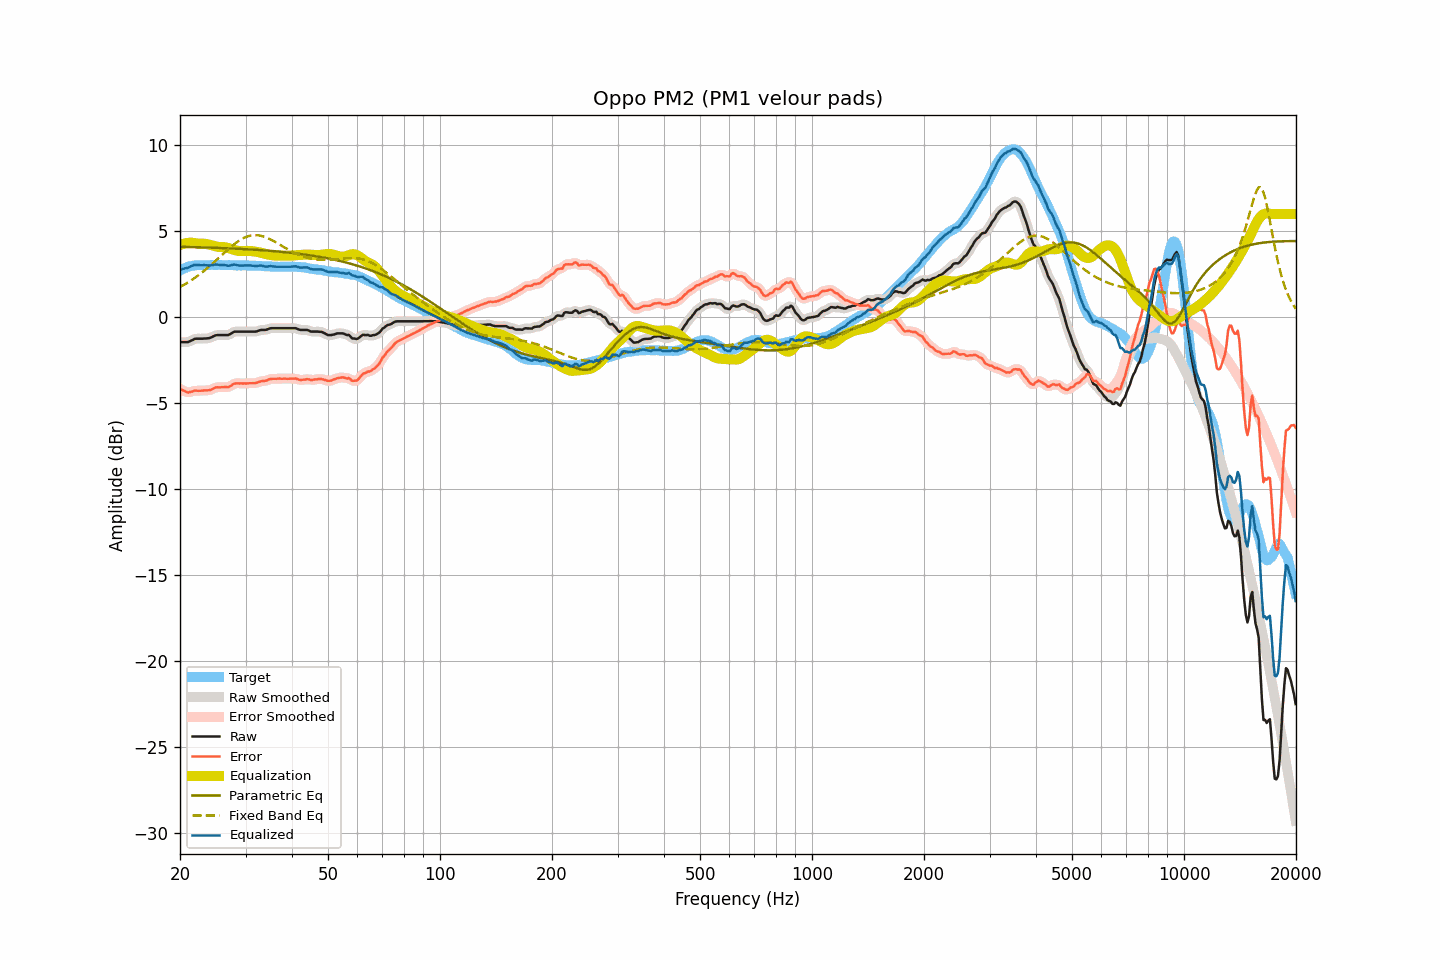 Oppo PM2 (PM1 velour pads)
10
5
0
−5
−10
−15
−20
−25
−30
Amplitude (dBr)
Target
Raw Smoothed
Error Smoothed
Raw
Error
Equalization
Parametric Eq
Fixed Band Eq
Equalized
20 50 100 200 500 1000 2000 5000 10000 20000
Frequency (Hz)